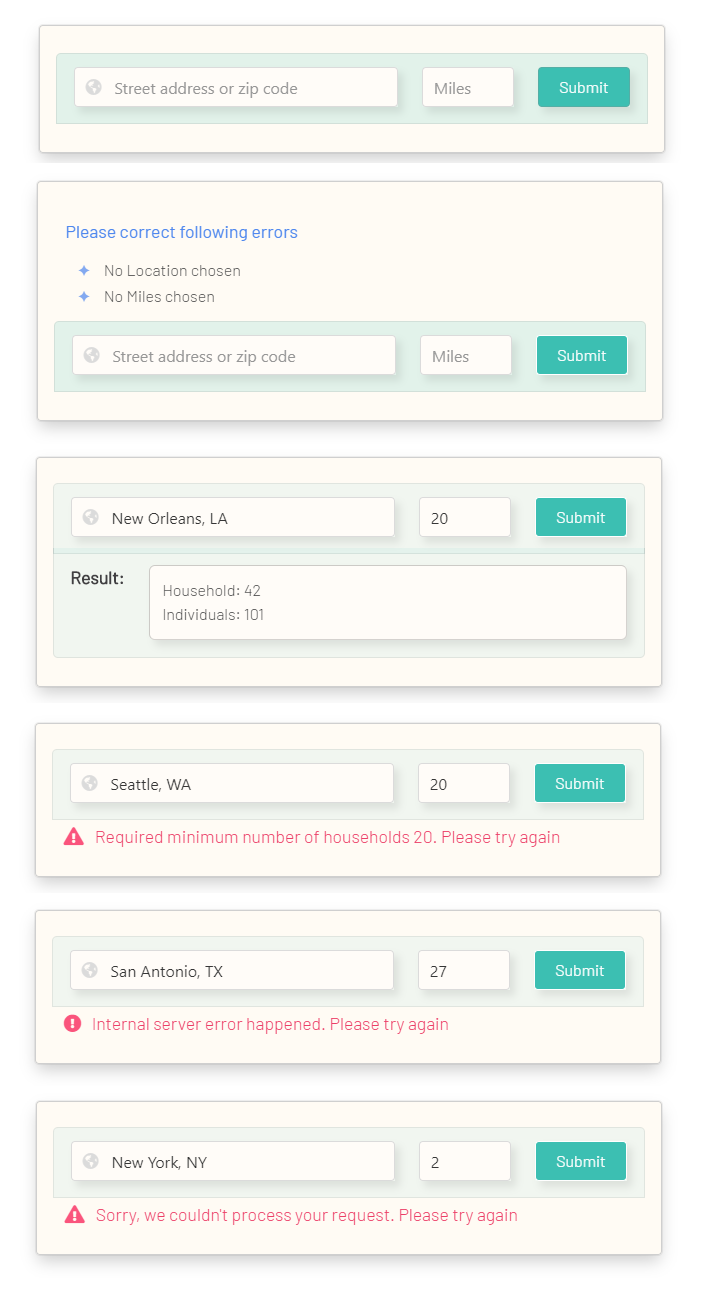 Street address or zip code Miles Submit
Please correct following errors
No Location chosen
No Miles chosen
Street address or zip code Miles Submit
New Orleans, LA 20 Submit
Result:
Household: 42
Individuals: 101
Seattle, WA 20 Submit
Required minimum number of households 20. Please try again
San Antonio, TX 27 Submit
Internal server error happened. Please try again
New York, NY 2 Submit
Sorry, we couldn't process your request. Please try again